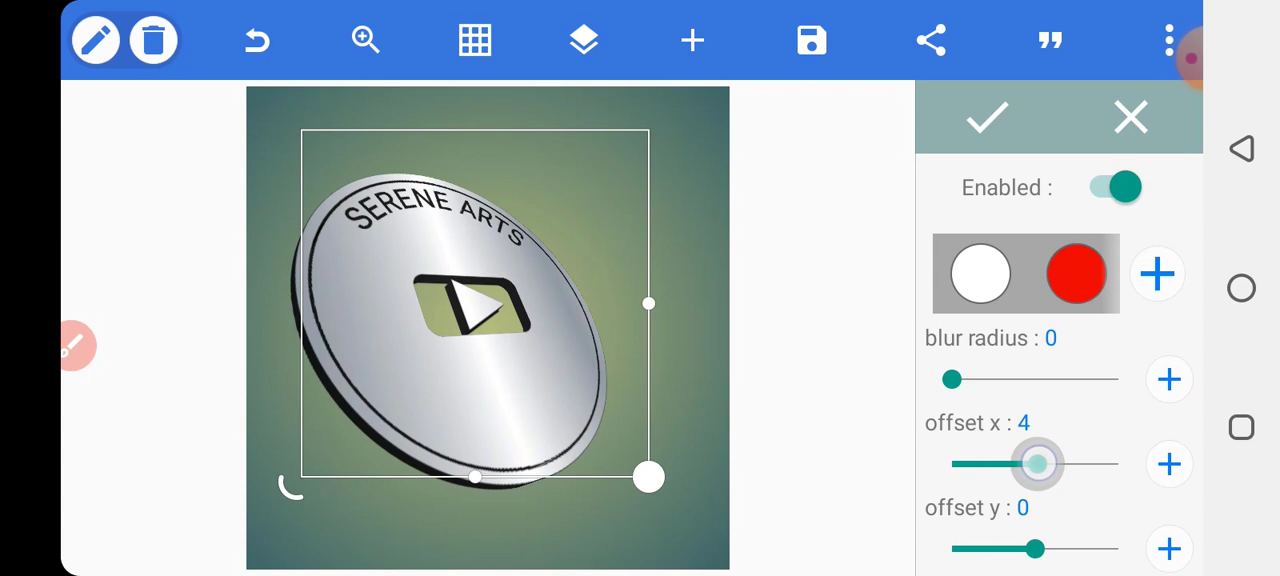 SERENE ARTS
Enabled :
blur radius : 0
offset x : 4
offset y : 0